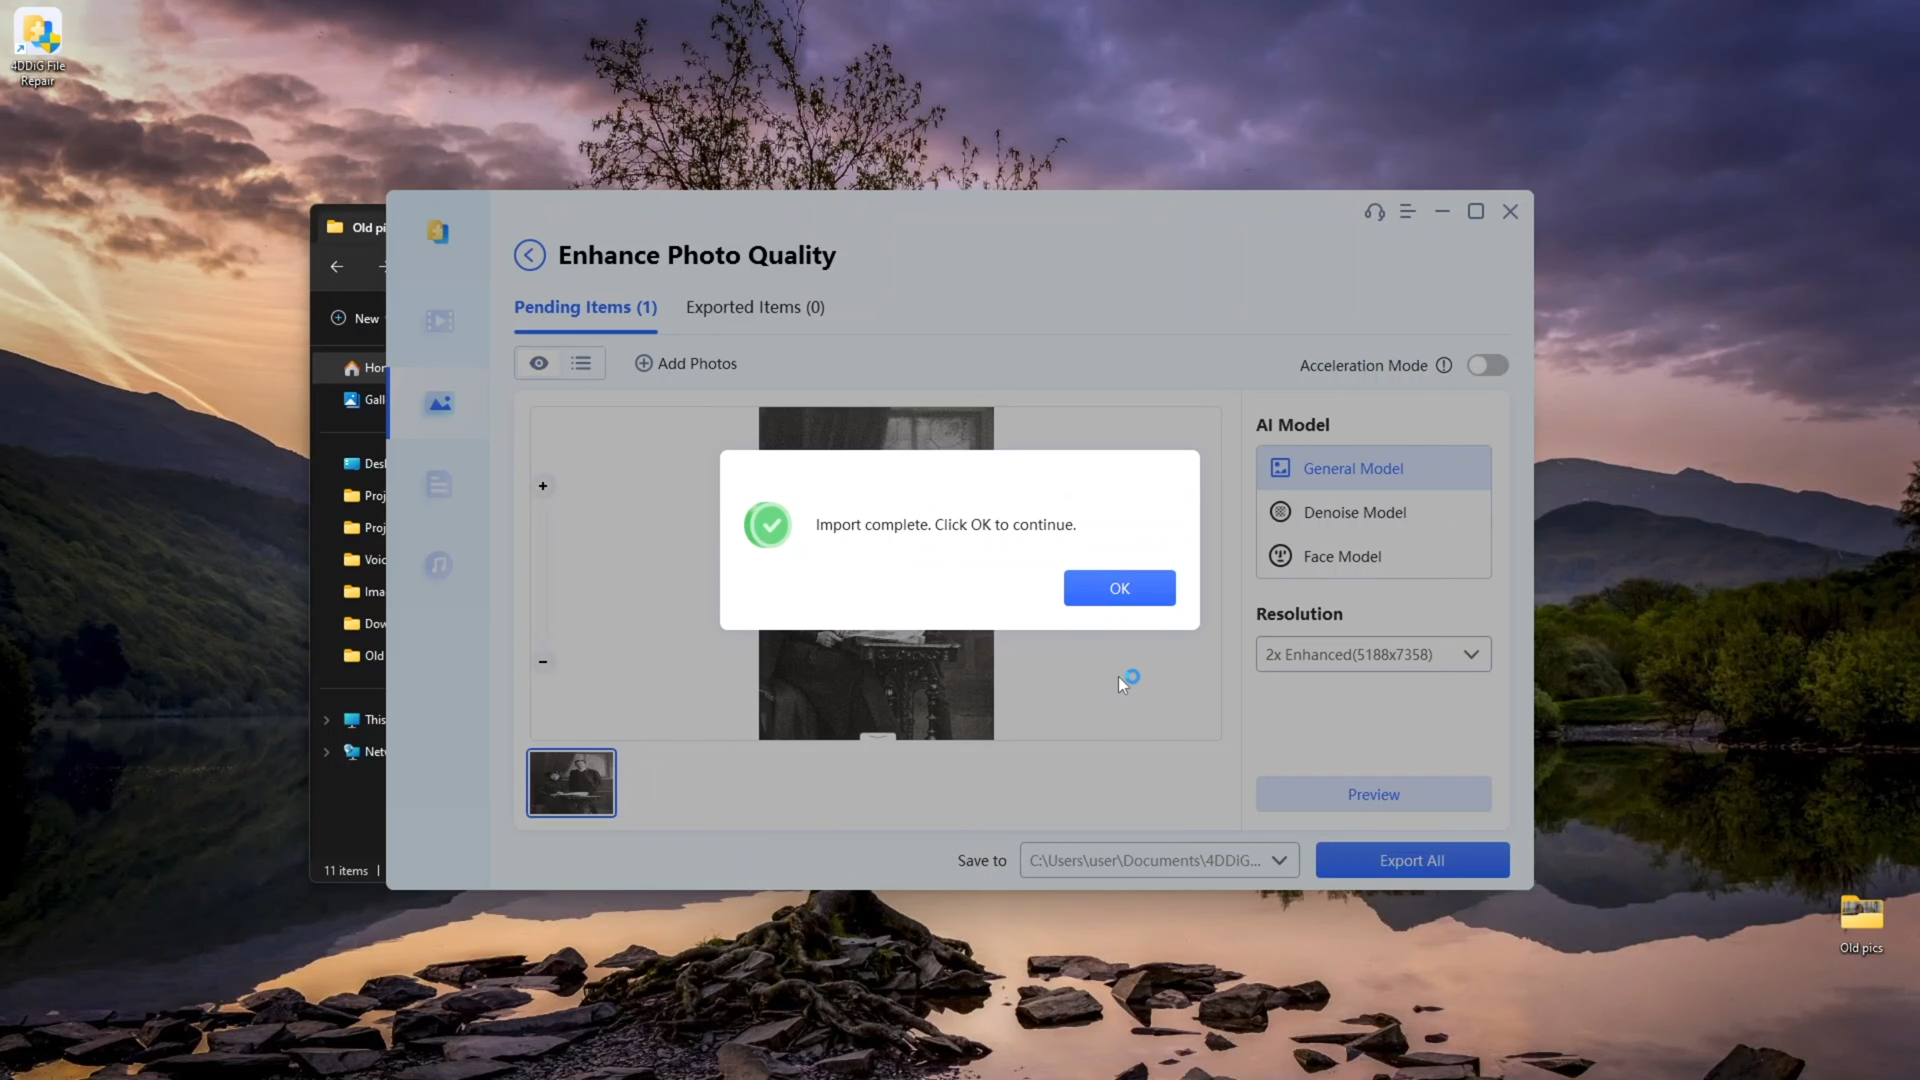 4DDiG File
Repair
Old pi
New
Hor
Gall
Desk
Proj
Proj
Voic
Ima
Dow
Old
This
Netw
11 items
Enhance Photo Quality
Pending Items (1)
Exported Items (0)
Add Photos
Acceleration Mode
AI Model
General Model
Denoise Model
Face Model
Import complete. Click OK to continue.
OK
Resolution
2x Enhanced(5188x7358)
Preview
Save to
C:\Users\user\Documents\4DDiG...
Export All
Old pics